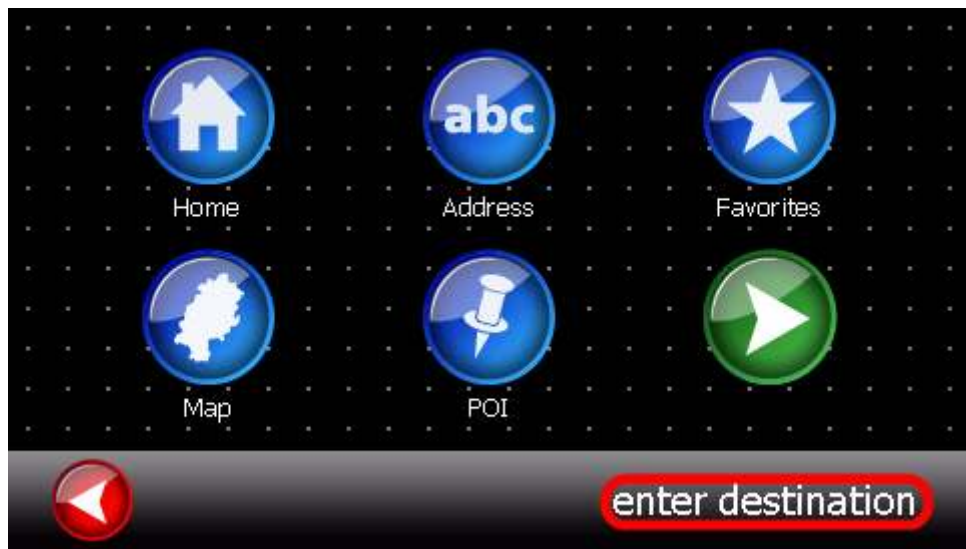 abc
Home
Address
Favorites
Map
POI
enter destination